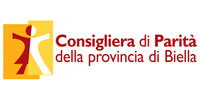 Consigliera di Parità
della provincia di Biella